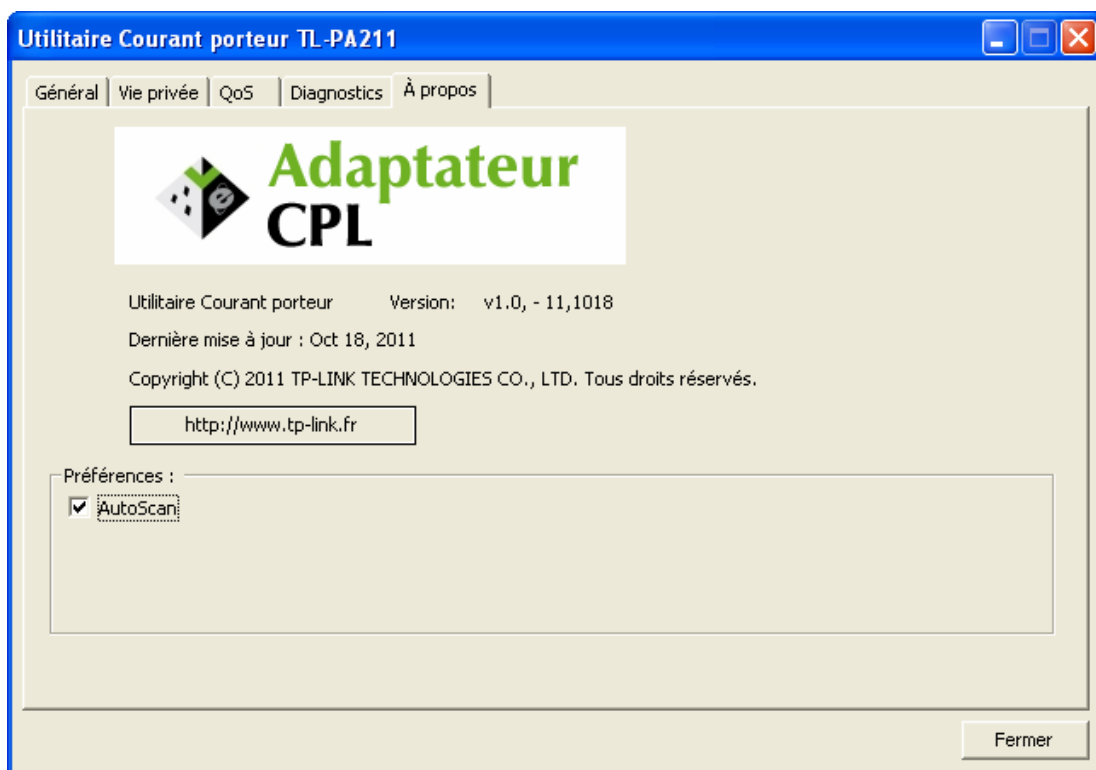 Utilitaire Courant porteur TL-PA211
Général Vie privée QoS Diagnostics À propos
Adaptateur
CPL
Utilitaire Courant porteur Version: v1.0, - 11,1018
Dernière mise à jour : Oct 18, 2011
Copyright (C) 2011 TP-LINK TECHNOLOGIES CO., LTD. Tous droits réservés.
http://www.tp-link.fr
Préférences :
AutoScan
Fermer